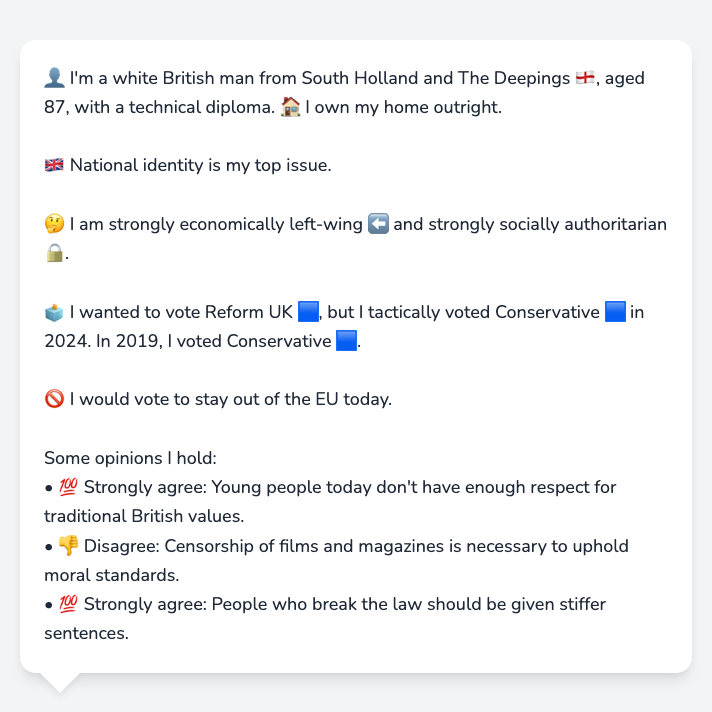 👤 I'm a white British man from South Holland and The Deepings 🏴󠁧󠁢󠁥󠁮󠁧󠁿, aged
87, with a technical diploma. 🏠 I own my home outright.
🇬🇧 National identity is my top issue.
🤔 I am strongly economically left-wing ⬅️ and strongly socially authoritarian
🔒.
🗳️ I wanted to vote Reform UK 🟦, but I tactically voted Conservative 🟦 in
2024. In 2019, I voted Conservative 🟦.
🚫 I would vote to stay out of the EU today.
Some opinions I hold:
• 💯 Strongly agree: Young people today don't have enough respect for
traditional British values.
• 👎 Disagree: Censorship of films and magazines is necessary to uphold
moral standards.
• 💯 Strongly agree: People who break the law should be given stiffer
sentences.